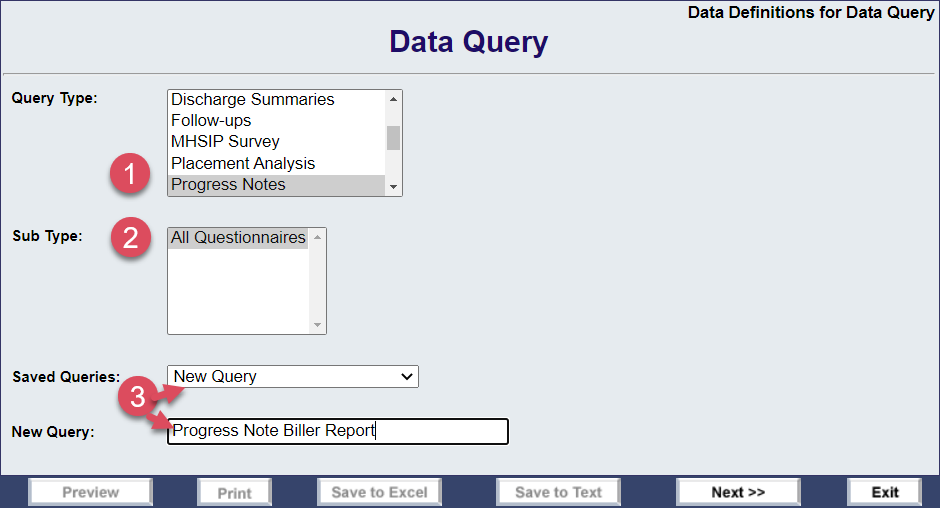 Data Definitions for Data Query
Data Query
Query Type:
Discharge Summaries
Follow-ups
MHSIP Survey
Placement Analysis
Progress Notes
1
Sub Type:
2
All Questionnaires
Saved Queries:
New Query
3
New Query:
Progress Note Biller Report
Preview
Print
Save to Excel
Save to Text
Next >>
Exit